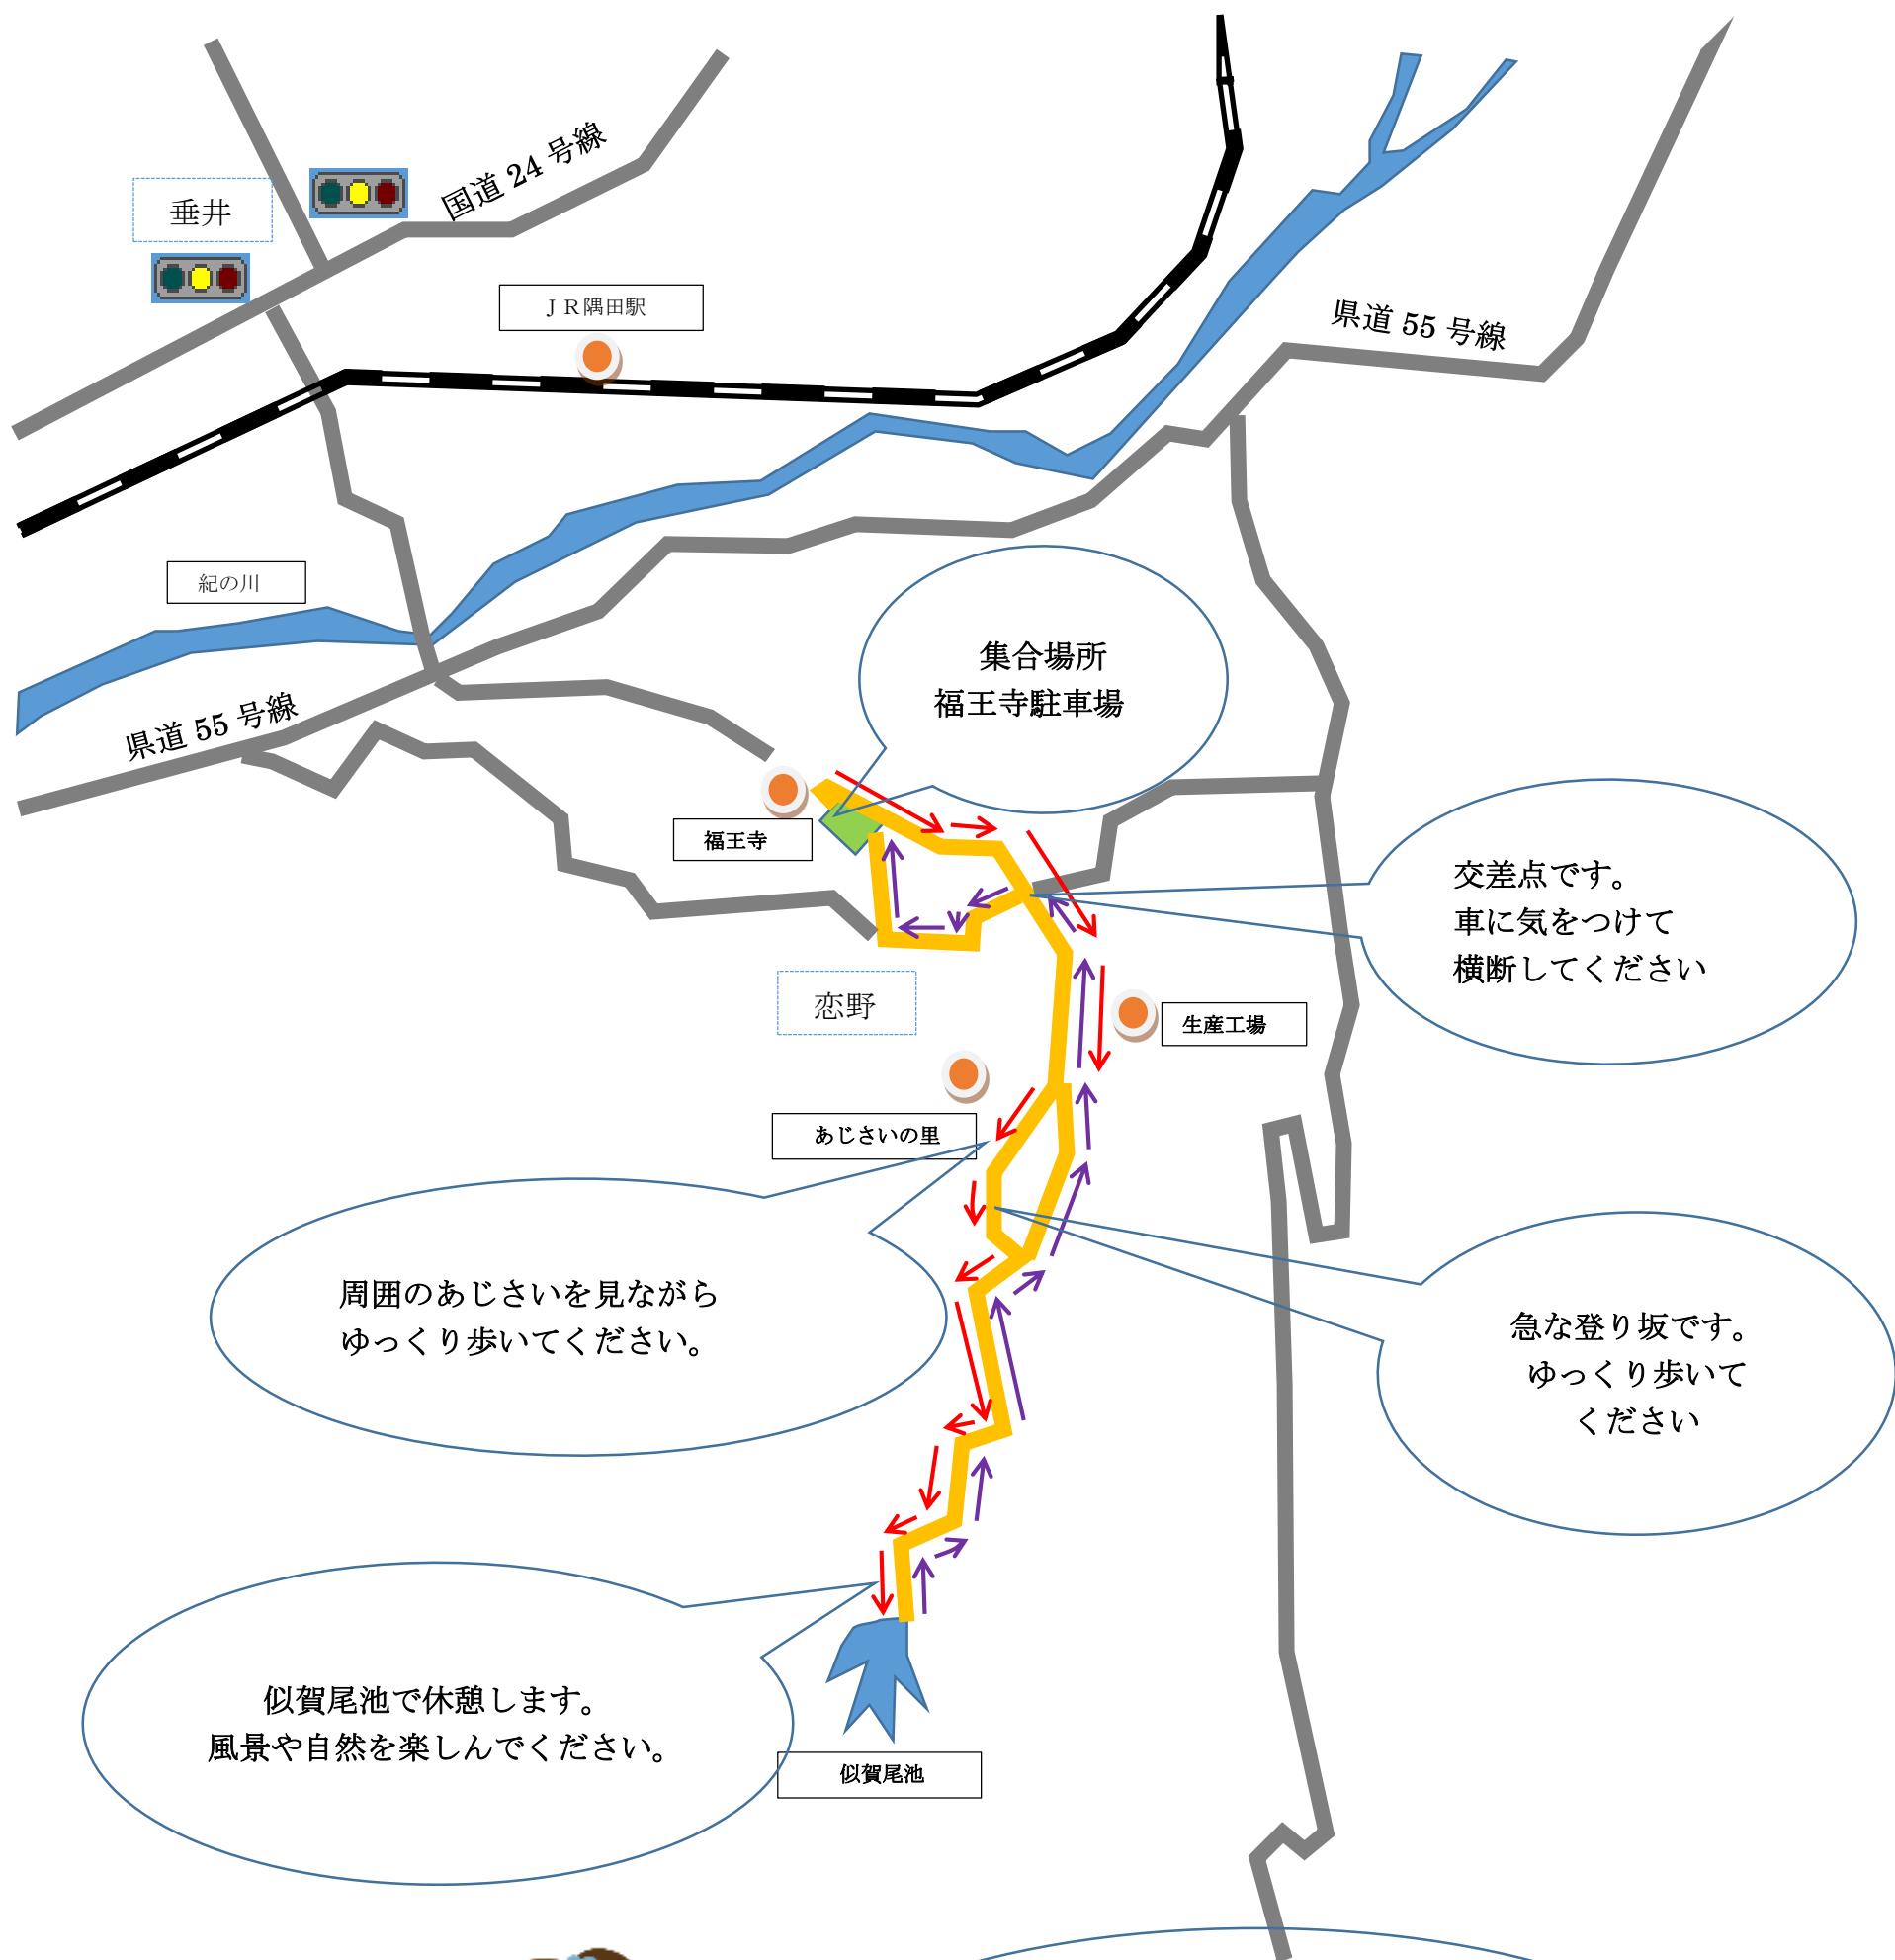 国道 24 号線
垂井
ＪＲ隅田駅
県道 55 号線
紀の川
集合場所
福王寺駐車場
県道 55 号線
福王寺
交差点です。
車に気をつけて
横断してください
恋野
生産工場
あじさいの里
周囲のあじさいを見ながら
ゆっくり歩いてください。
急な登り坂です。
ゆっくり歩いて
ください
似賀尾池で休憩します。
風景や自然を楽しんでください。
似賀尾池